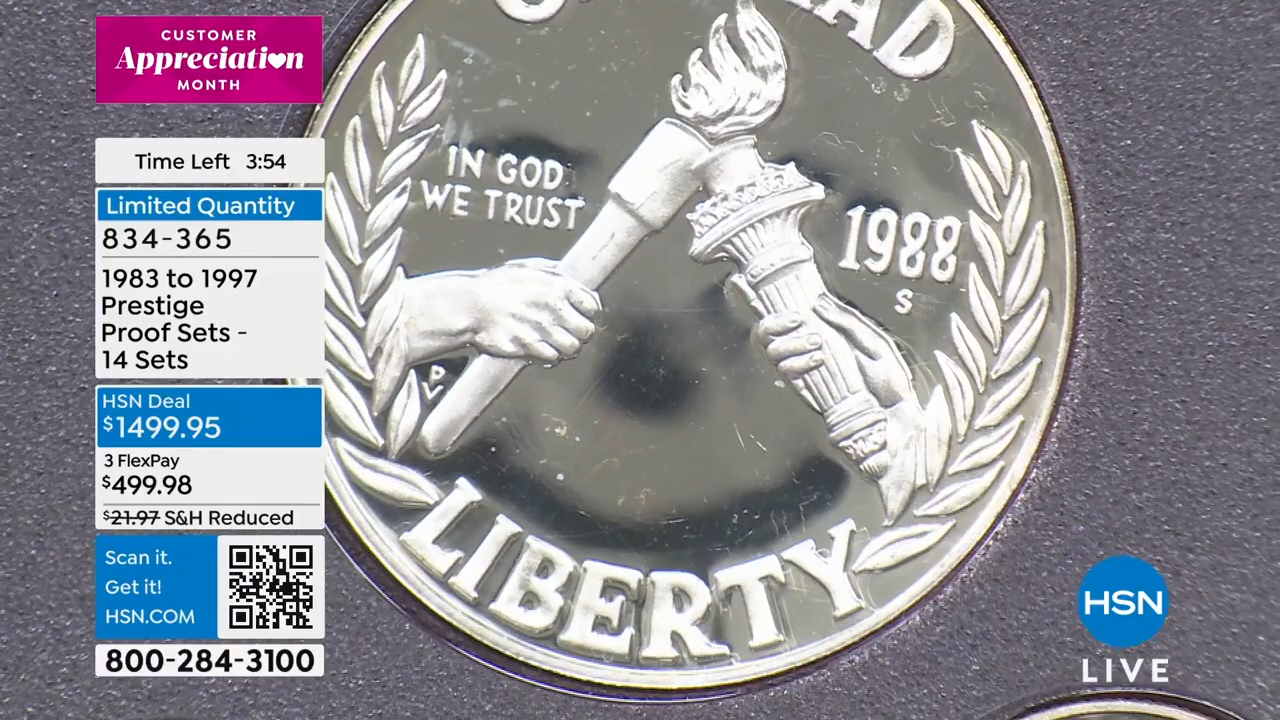 CUSTOMER
Appreciation
MONTH
Time Left 3:54
Limited Quantity
834-365
1983 to 1997
Prestige
Proof Sets -
14 Sets
HSN Deal
$1499.95
3 FlexPay
$499.98
$21.97 S&H Reduced
Scan it.
Get it!
HSN.COM
800-284-3100
IN GOD
WE TRUST
1988
S
DV
LIBERTY
HSN
LIVE